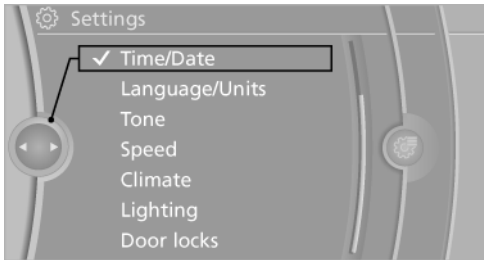 Settings
Time/Date
Language/Units
Tone
Speed
Climate
Lighting
Door locks